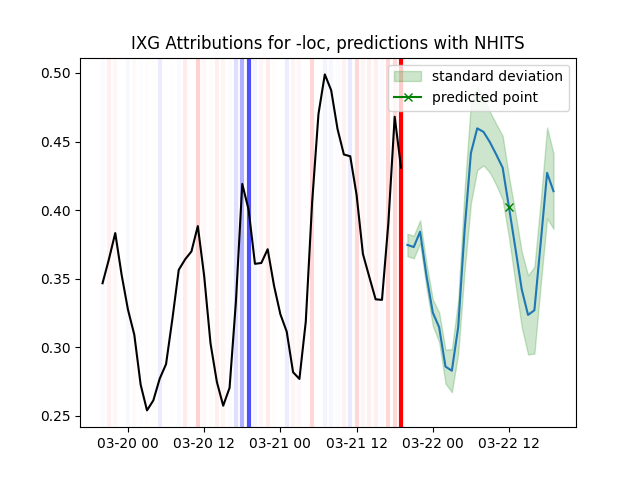 IXG Attributions for -loc, predictions with NHITS
0.50
0.45
0.40
0.35
0.30
0.25
standard deviation
predicted point
03-20 00 03-20 12 03-21 00 03-21 12 03-22 00 03-22 12